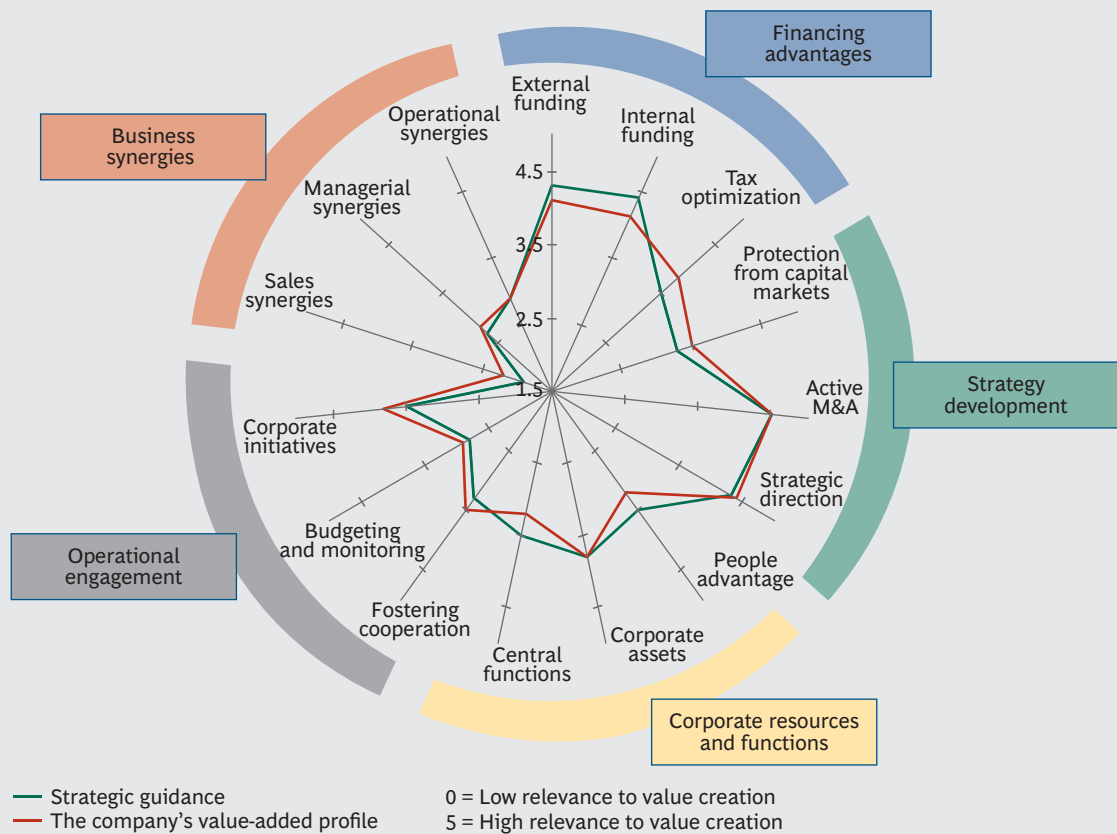 Financing
advantages
External
funding
Internal
funding
Operational
synergies
Business
synergies
Managerial
synergies
Tax
optimization
Protection
from capital
markets
Sales
synergies
4.5
3.5
2.5
1.5
Active
M&A
Strategy
development
Corporate
initiatives
Strategic
direction
Budgeting
and monitoring
Operational
engagement
People
advantage
Fostering
cooperation
Central
functions
Corporate
assets
Corporate resources
and functions
Strategic guidance
The company’s value-added profile
0 = Low relevance to value creation
5 = High relevance to value creation